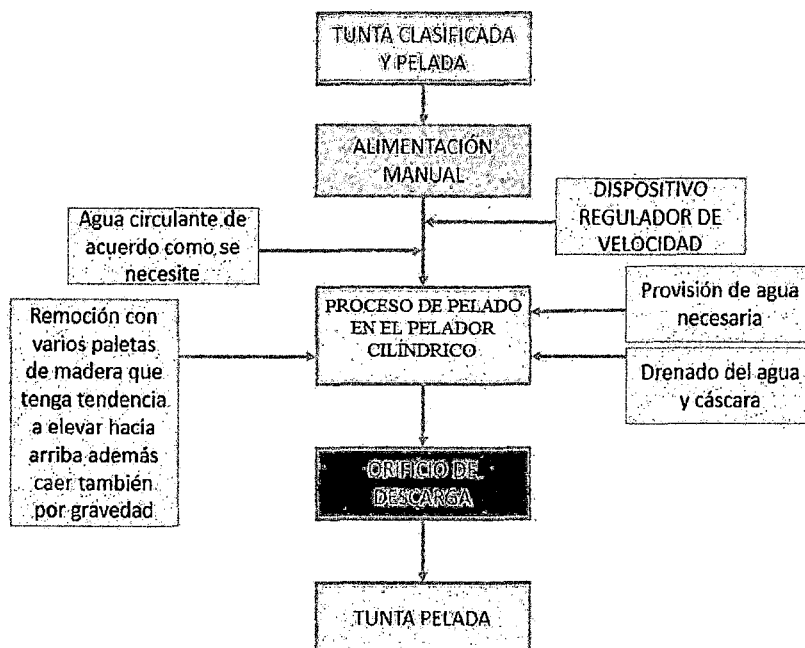 TUNTA CLASIFICADA
Y PELADA
ALIMENTACIÓN
MANUAL
DISPOSITIVO
REGULADOR DE
VELOCIDAD
Agua circulante de
acuerdo como se
necesite
PROCESO DE PELADO
EN EL PELADOR
CILÍNDRICO
Provisión de agua
necesaria
Remoción con
varios paletas
de madera que
tenga tendencia
a elevar hacia
arriba además
caer también
por gravedad
Drenado del agua
y cáscara
ORIFICIO DE
DESCARGA
TUNTA PELADA